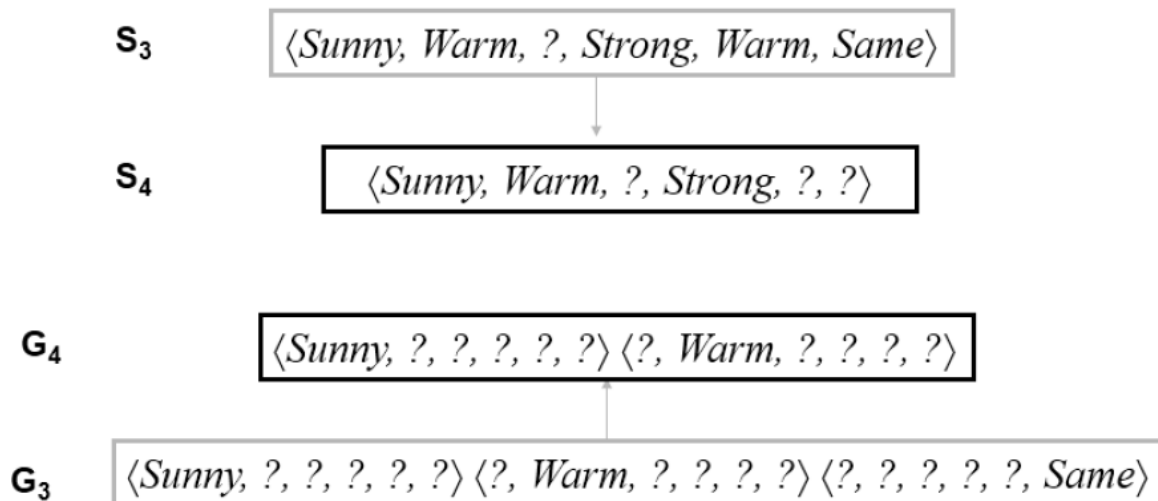 S₃ ⟨Sunny, Warm, ?, Strong, Warm, Same⟩
S₄ ⟨Sunny, Warm, ?, Strong, ?, ?⟩
G₄ ⟨Sunny, ?, ?, ?, ?, ?⟩ ⟨?, Warm, ?, ?, ?, ?⟩
G₃ ⟨Sunny, ?, ?, ?, ?, ?⟩ ⟨?, Warm, ?, ?, ?, ?⟩ ⟨?, ?, ?, ?, ?, Same⟩